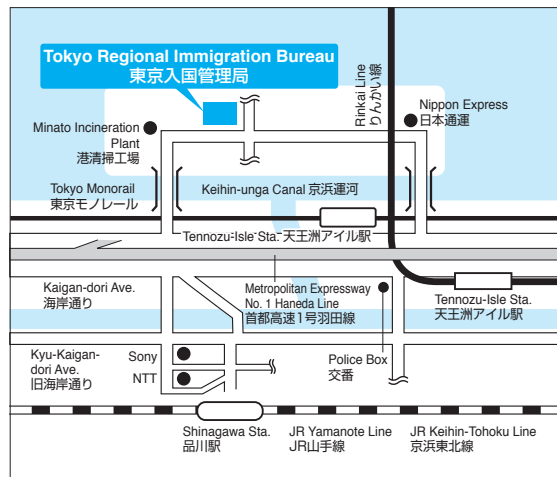 Tokyo Regional Immigration Bureau
東京入国管理局
Rinkai Line
りんかい線
Nippon Express
日本通運
Minato Incineration
Plant
港清掃工場
Tokyo Monorail
東京モノレール
Keihin-unga Canal 京浜運河
Tennozu-Isle Sta. 天王洲アイル駅
Kaigan-dori Ave.
海岸通り
Metropolitan Expressway
No. 1 Haneda Line
首都高速1号羽田線
Tennozu-Isle Sta.
天王洲アイル駅
Kyu-Kaigan-
dori Ave.
旧海岸通り
Sony
NTT
Police Box
交番
Shinagawa Sta.
品川駅
JR Yamanote Line
JR山手線
JR Keihin-Tohoku Line
京浜東北線